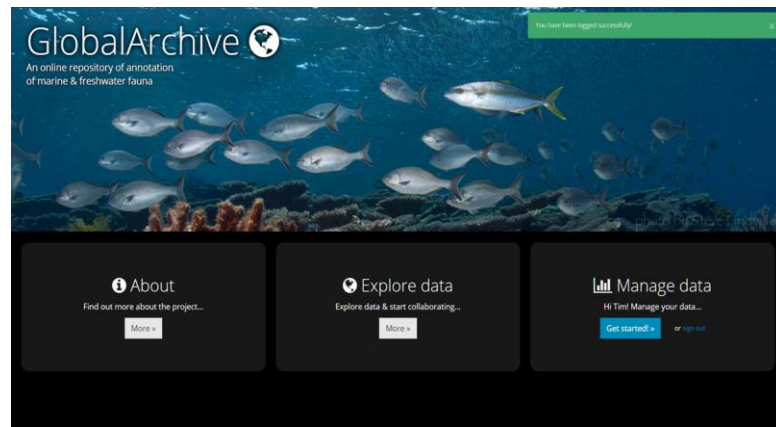 GlobalArchive
You have been logged successfully!
×
An online repository of annotation
of marine & freshwater fauna
About
Find out more about the project...
More »
Explore data
Explore data & start collaborating...
More »
Manage data
Hi Tim! Manage your data...
Get started! »
or sign out